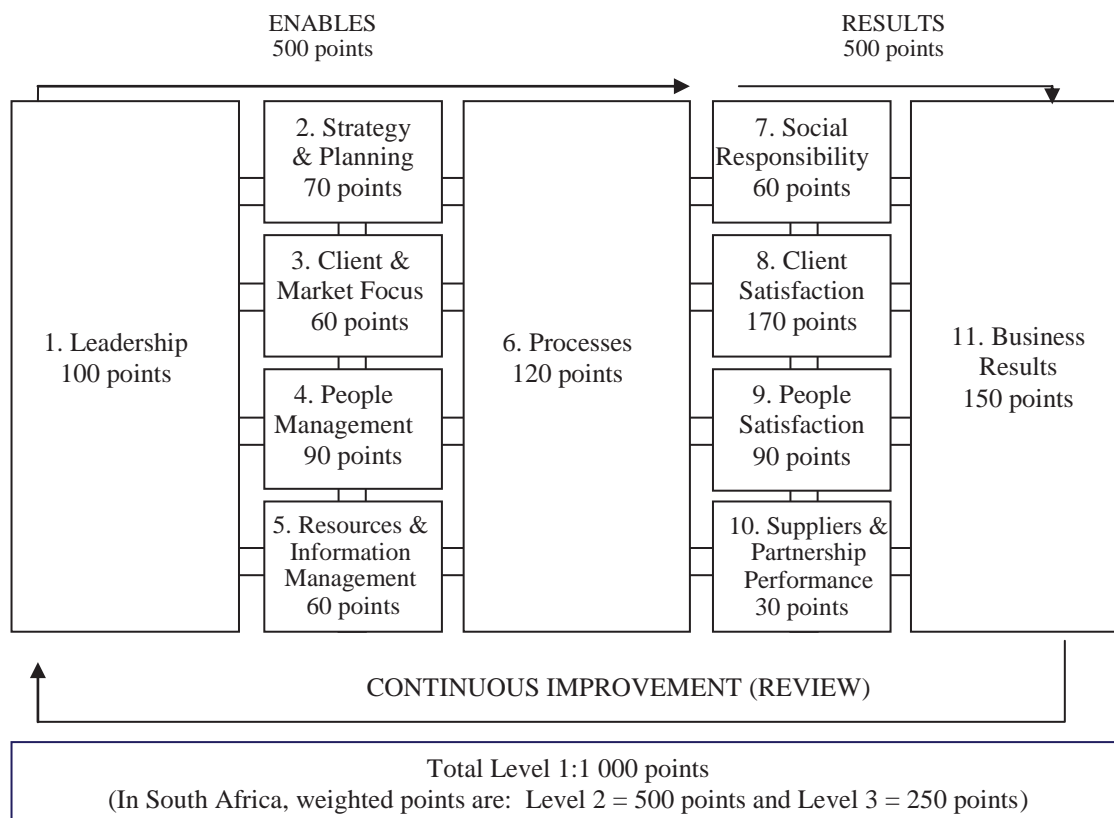 ENABLES
500 points
RESULTS
500 points
1. Leadership
100 points
2. Strategy
& Planning
70 points
3. Client &
Market Focus
60 points
4. People
Management
90 points
5. Resources &
Information
Management
60 points
6. Processes
120 points
7. Social
Responsibility
60 points
8. Client
Satisfaction
170 points
9. People
Satisfaction
90 points
10. Suppliers &
Partnership
Performance
30 points
11. Business
Results
150 points
CONTINUOUS IMPROVEMENT (REVIEW)
Total Level 1:1 000 points
(In South Africa, weighted points are: Level 2 = 500 points and Level 3 = 250 points)